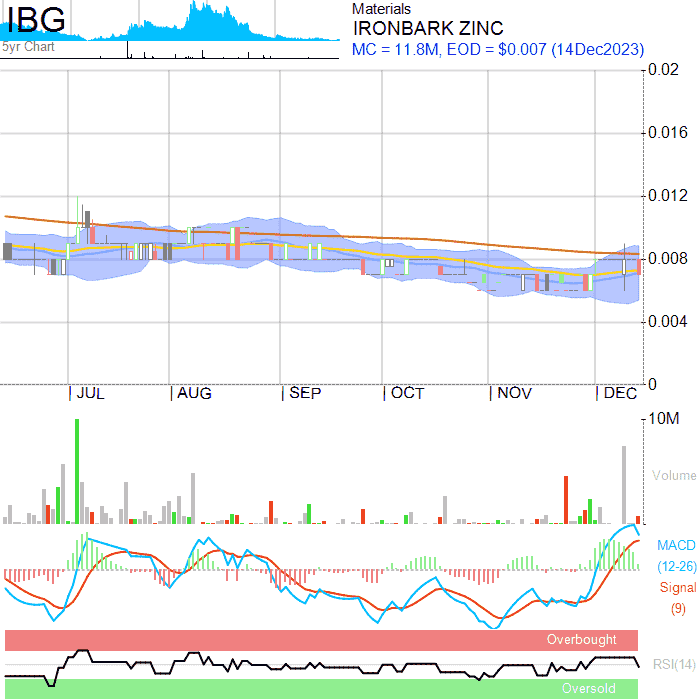 IBG
5yr Chart
Materials
IRONBARK ZINC
MC = 11.8M, EOD = $0.007 (14Dec2023)
0.02
0.016
0.012
0.008
0.004
0
JUL AUG SEP OCT NOV DEC
10M
Volume
MACD
(12-26)
Signal
(9)
Overbought
RSI(14)
Oversold